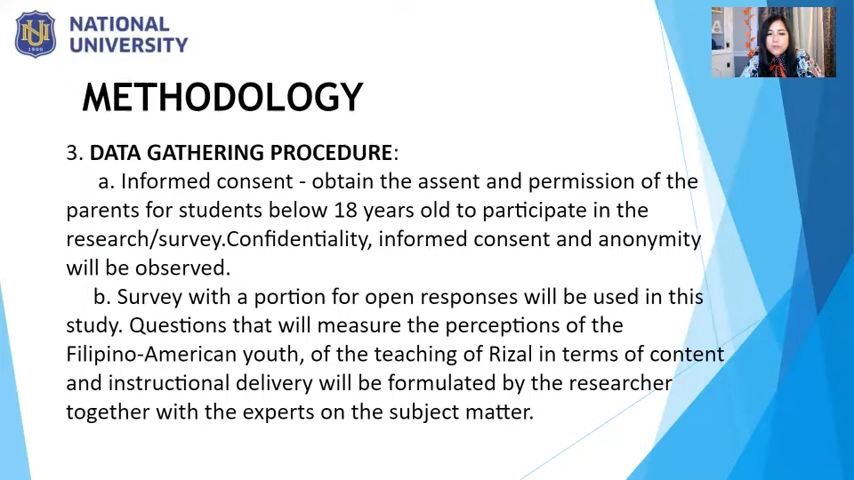 NATIONAL
UNIVERSITY
NU
1900
METHODOLOGY
3. DATA GATHERING PROCEDURE:
a. Informed consent - obtain the assent and permission of the
parents for students below 18 years old to participate in the
research/survey.Confidentiality, informed consent and anonymity
will be observed.
b. Survey with a portion for open responses will be used in this
study. Questions that will measure the perceptions of the
Filipino-American youth, of the teaching of Rizal in terms of content
and instructional delivery will be formulated by the researcher
together with the experts on the subject matter.